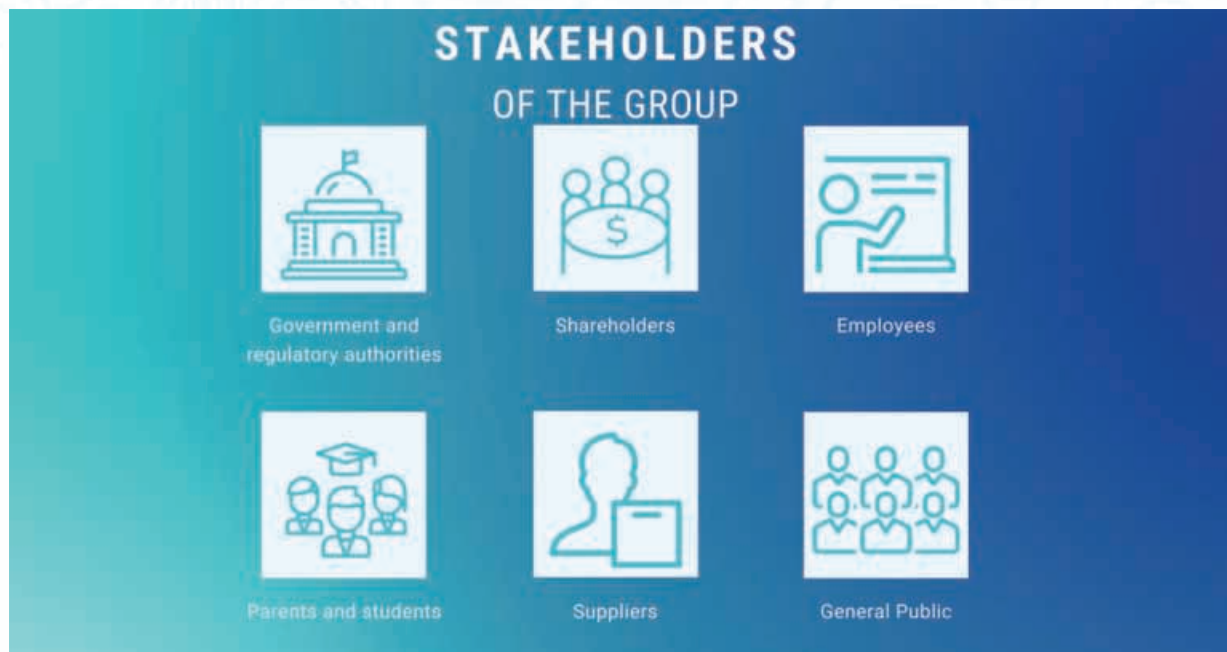 STAKEHOLDERS
OF THE GROUP
$
Government and
regulatory authorities
Shareholders
Employees
Parents and students
Suppliers
General Public